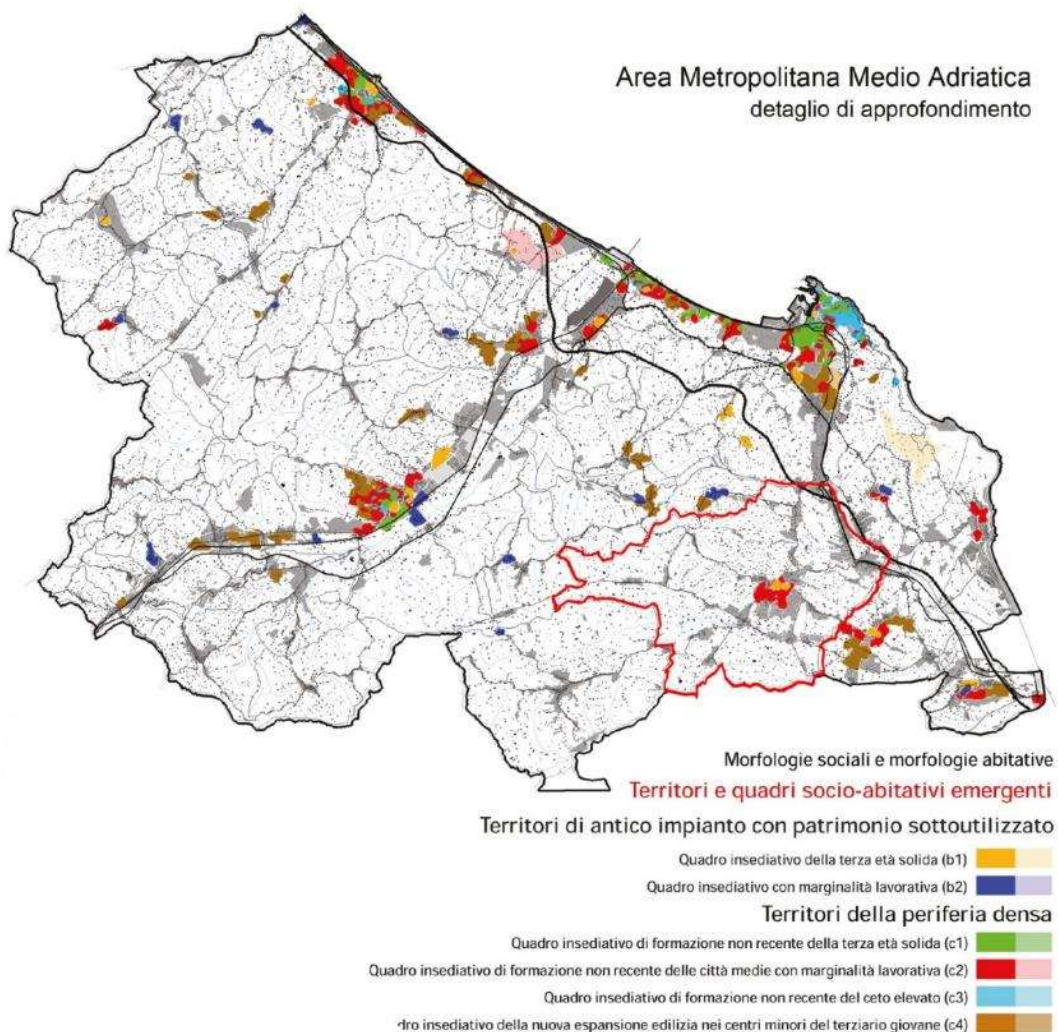 Area Metropolitana Medio Adriatica
detaglio di approfondimento
Morfologie sociali e morfologie abitative
Territori e quadri socio-abitativi emergenti
Territori di antico impianto con patrimonio sottoutilizzato
Quadro insediativo della terza età solida (b1)
Quadro insediativo con marginalità lavorativa (b2)
Territori della periferia densa
Quadro insediativo di formazione non recente della terza età solida (c1)
Quadro insediativo di formazione non recente delle città medie con marginalità lavorativa (c2)
Quadro insediativo di formazione non recente del ceto elevato (c3)
dro insediativo della nuova espansione edilizia nei centri minori del terziario giovane (c4)